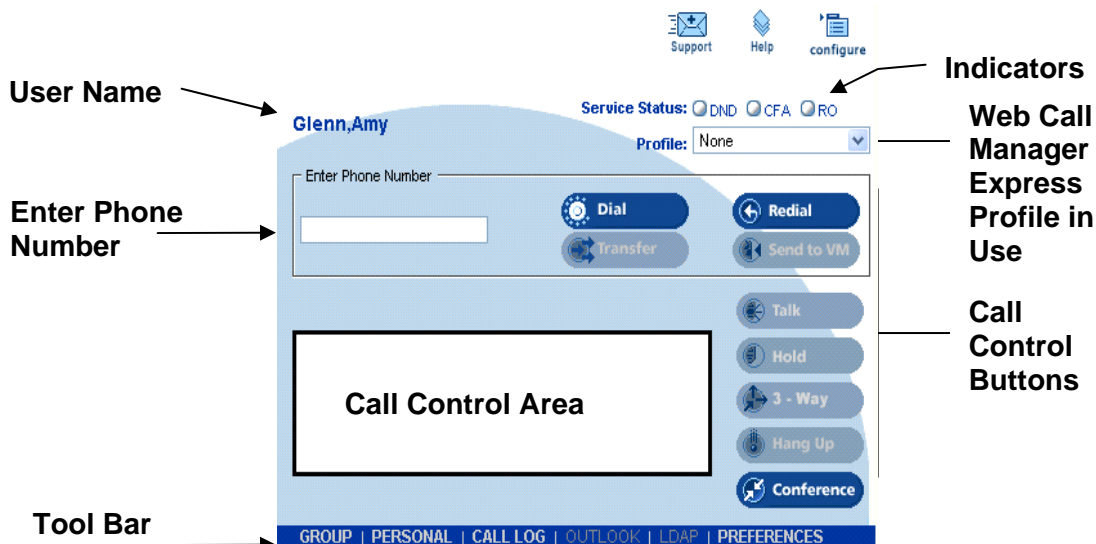 Support Help configure
Indicators
User Name
Service Status: DND CFA RO
Glenn,Amy
Profile: None
Web Call
Manager
Express
Profile in
Use
Enter Phone Number
Enter Phone
Number
Dial Redial
Transfer Send to VM
Talk
Call
Control
Buttons
Hold
Call Control Area
3 - Way
Hang Up
Conference
Tool Bar
GROUP | PERSONAL | CALL LOG | OUTLOOK | LDAP | PREFERENCES